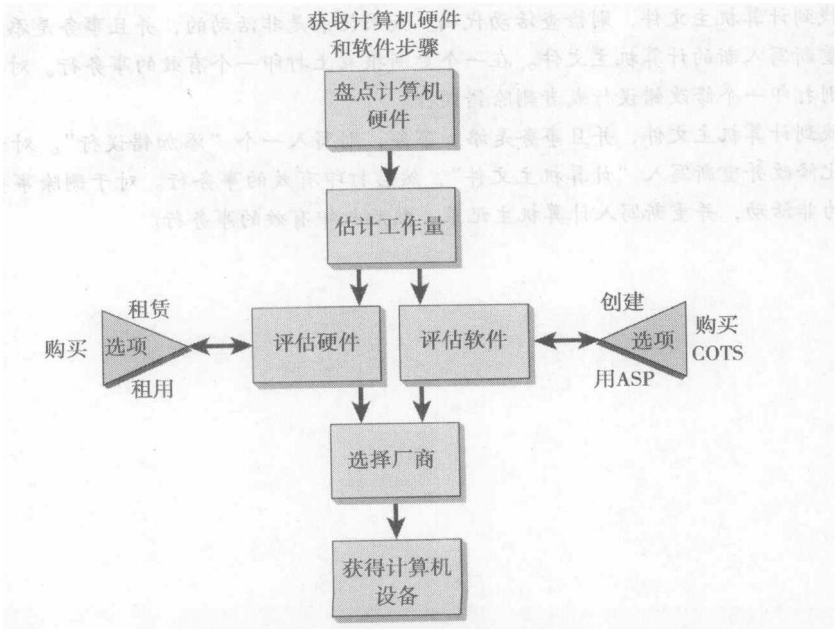 获取计算机硬件
和软件步骤
盘点计算机
硬件
估计工作量
租赁
购买
选项
租用
评估硬件
评估软件
创建
选项
购买
COTS
用ASP
选择厂商
获得计算机
设备